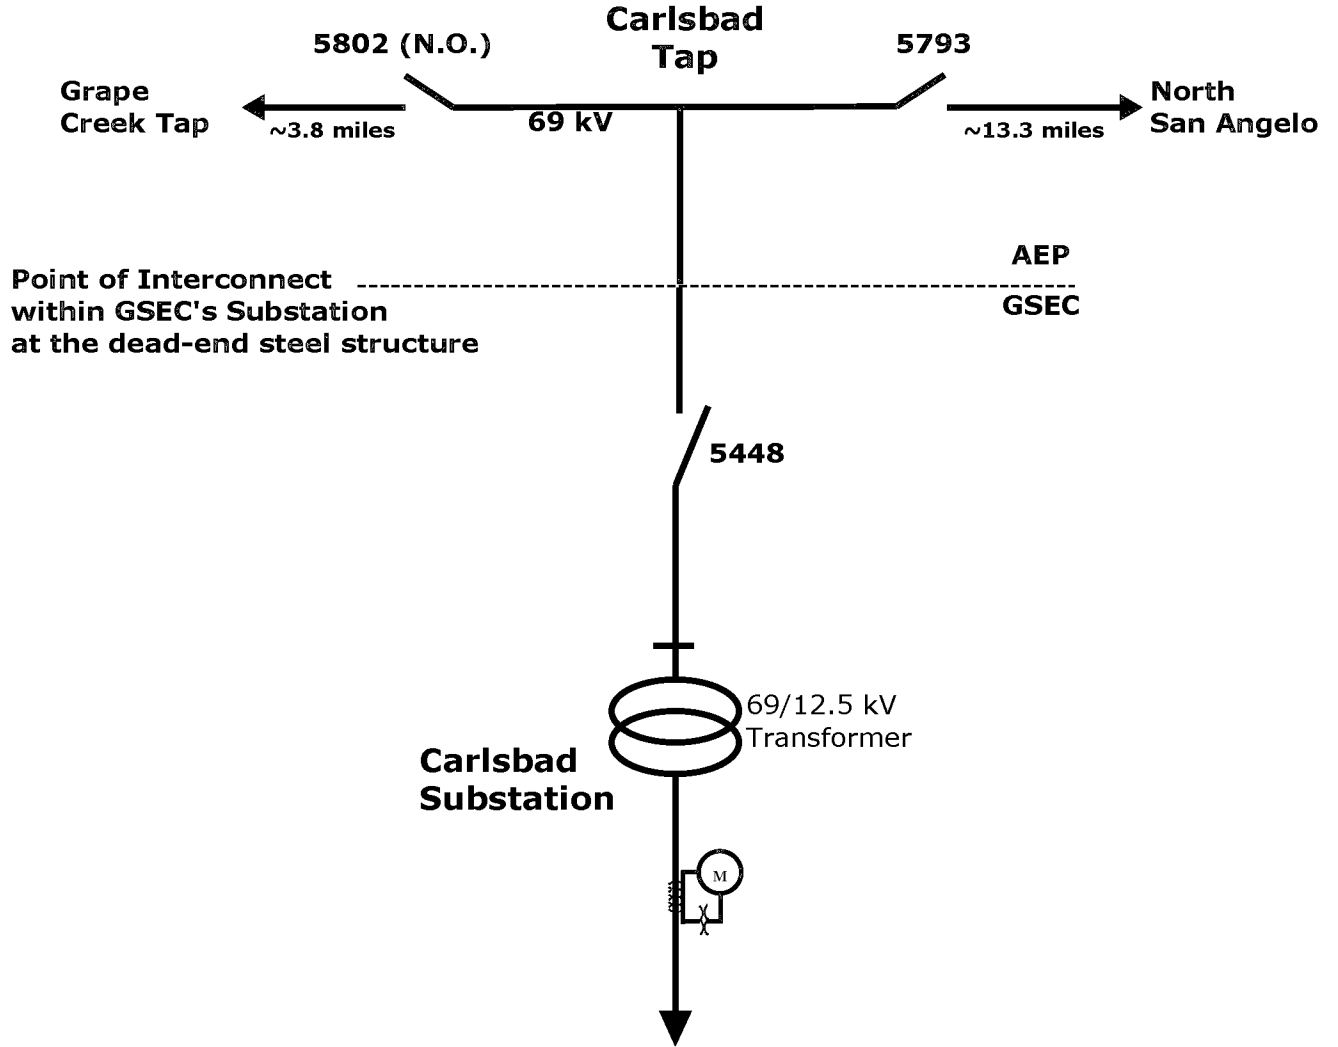 Carlsbad
Tap
5802 (N.O.)
5793
Grape
Creek Tap
~3.8 miles
69 kV
~13.3 miles
North
San Angelo
AEP
GSEC
Point of Interconnect
within GSEC's Substation
at the dead-end steel structure
5448
69/12.5 kV
Transformer
Carlsbad
Substation
M